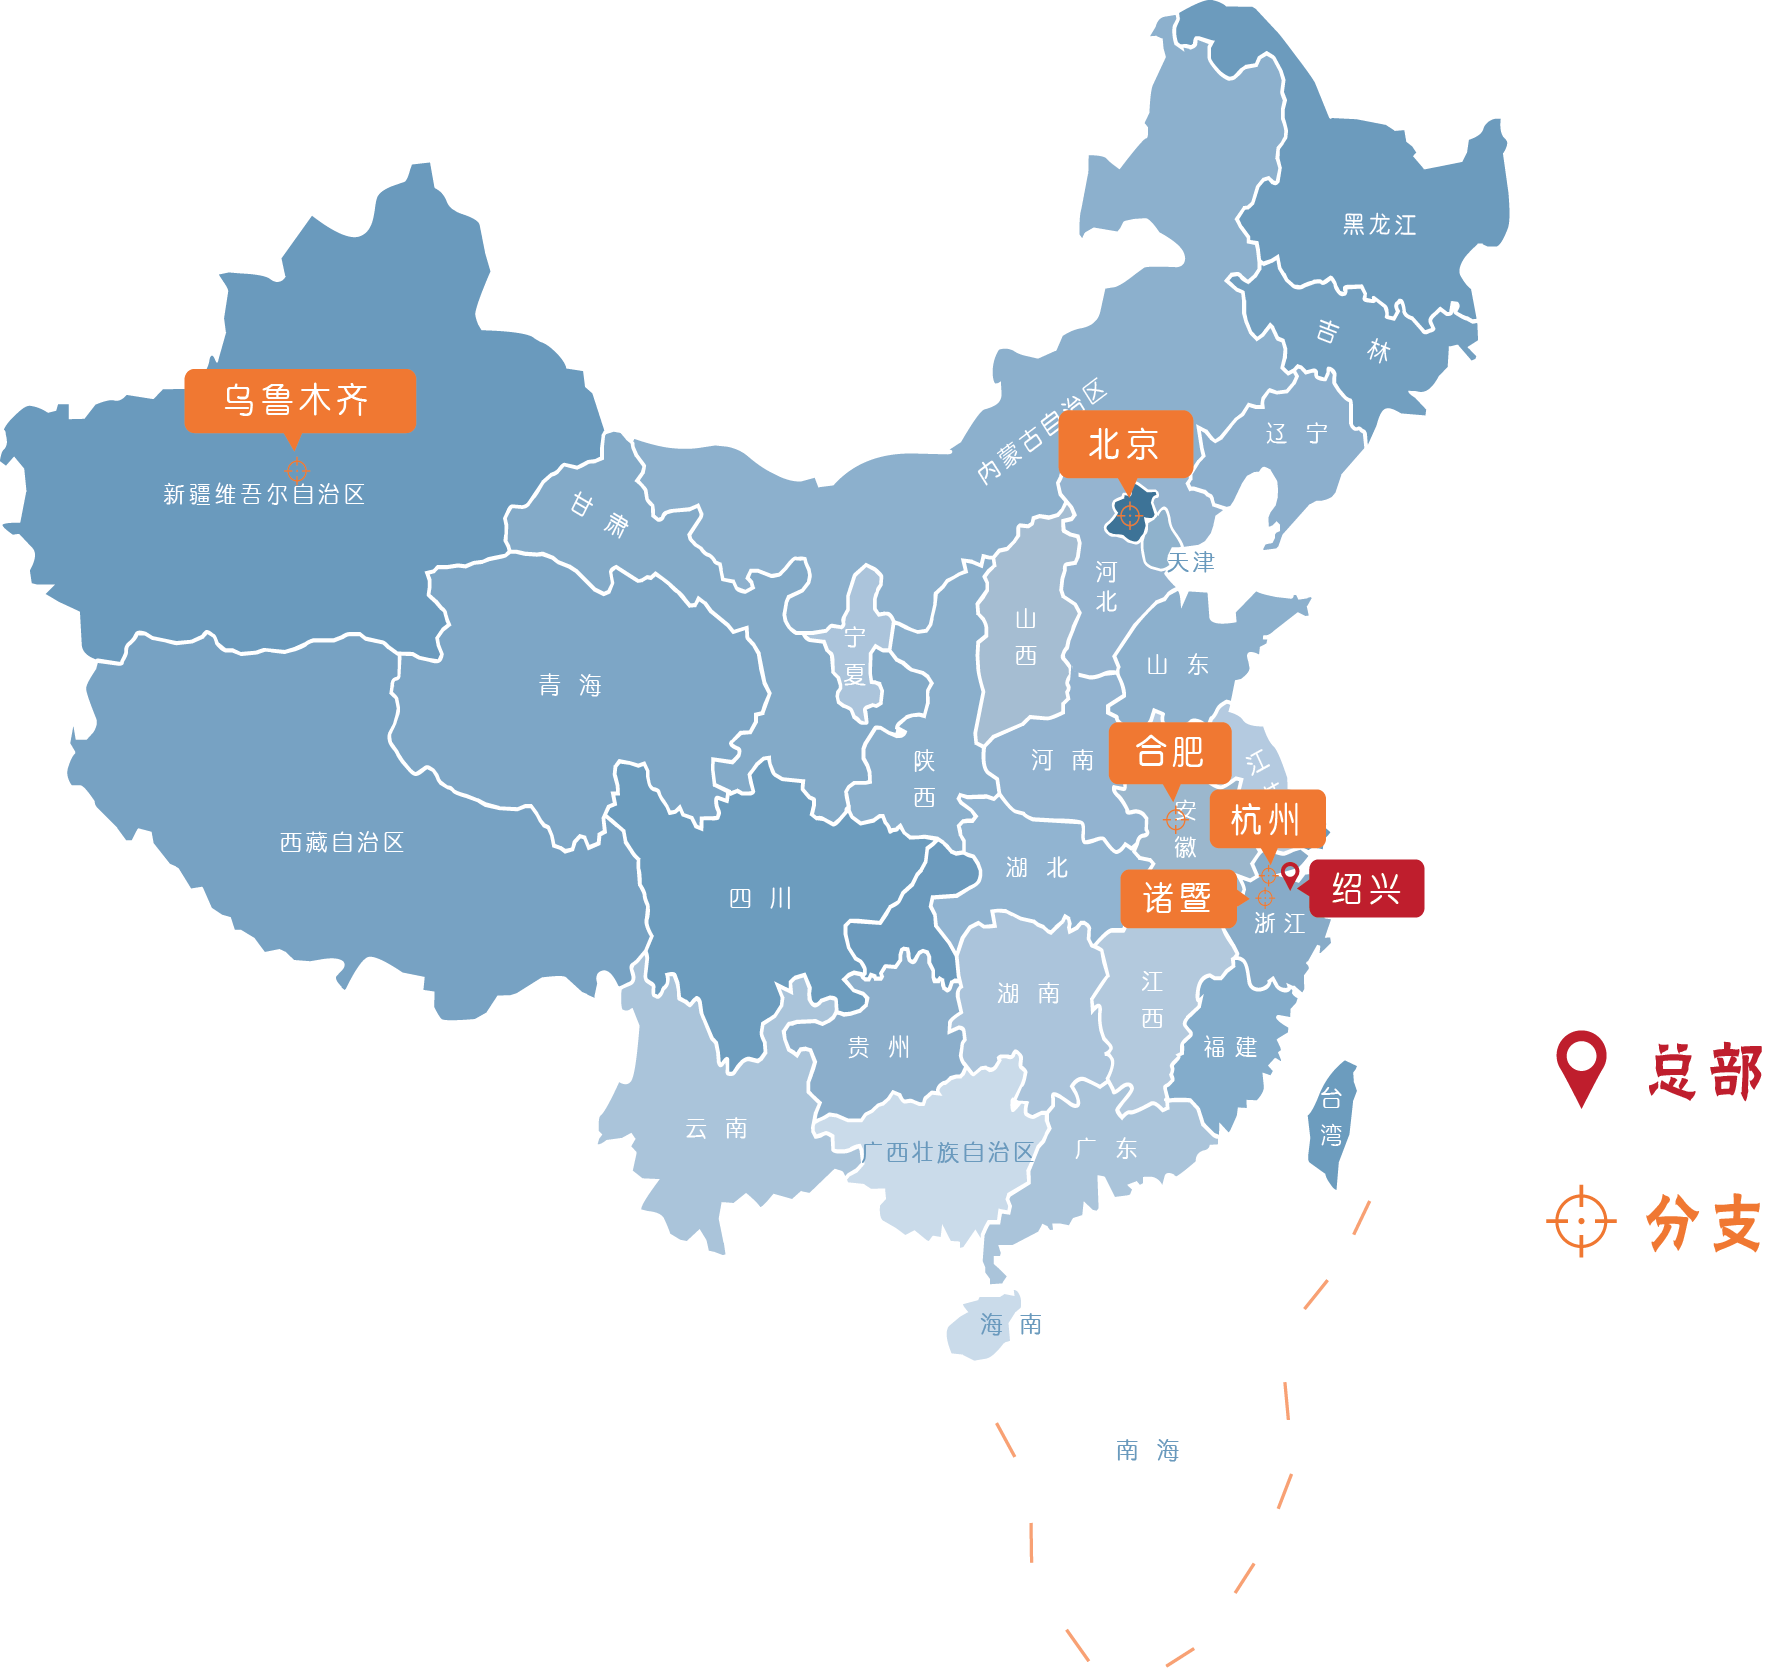 黑龙江
吉林
内蒙古自治区
乌鲁木齐
新疆维吾尔自治区
甘肃
北京
辽宁
天津
河北
山西
宁夏
山东
青海
陕西
河南
合肥
江
安徽
杭州
西藏自治区
湖北
四川
诸暨
绍兴
浙江
湖南
江西
贵州
福建
总部
台湾
云南
广西壮族自治区
广东
分支
海南
南海